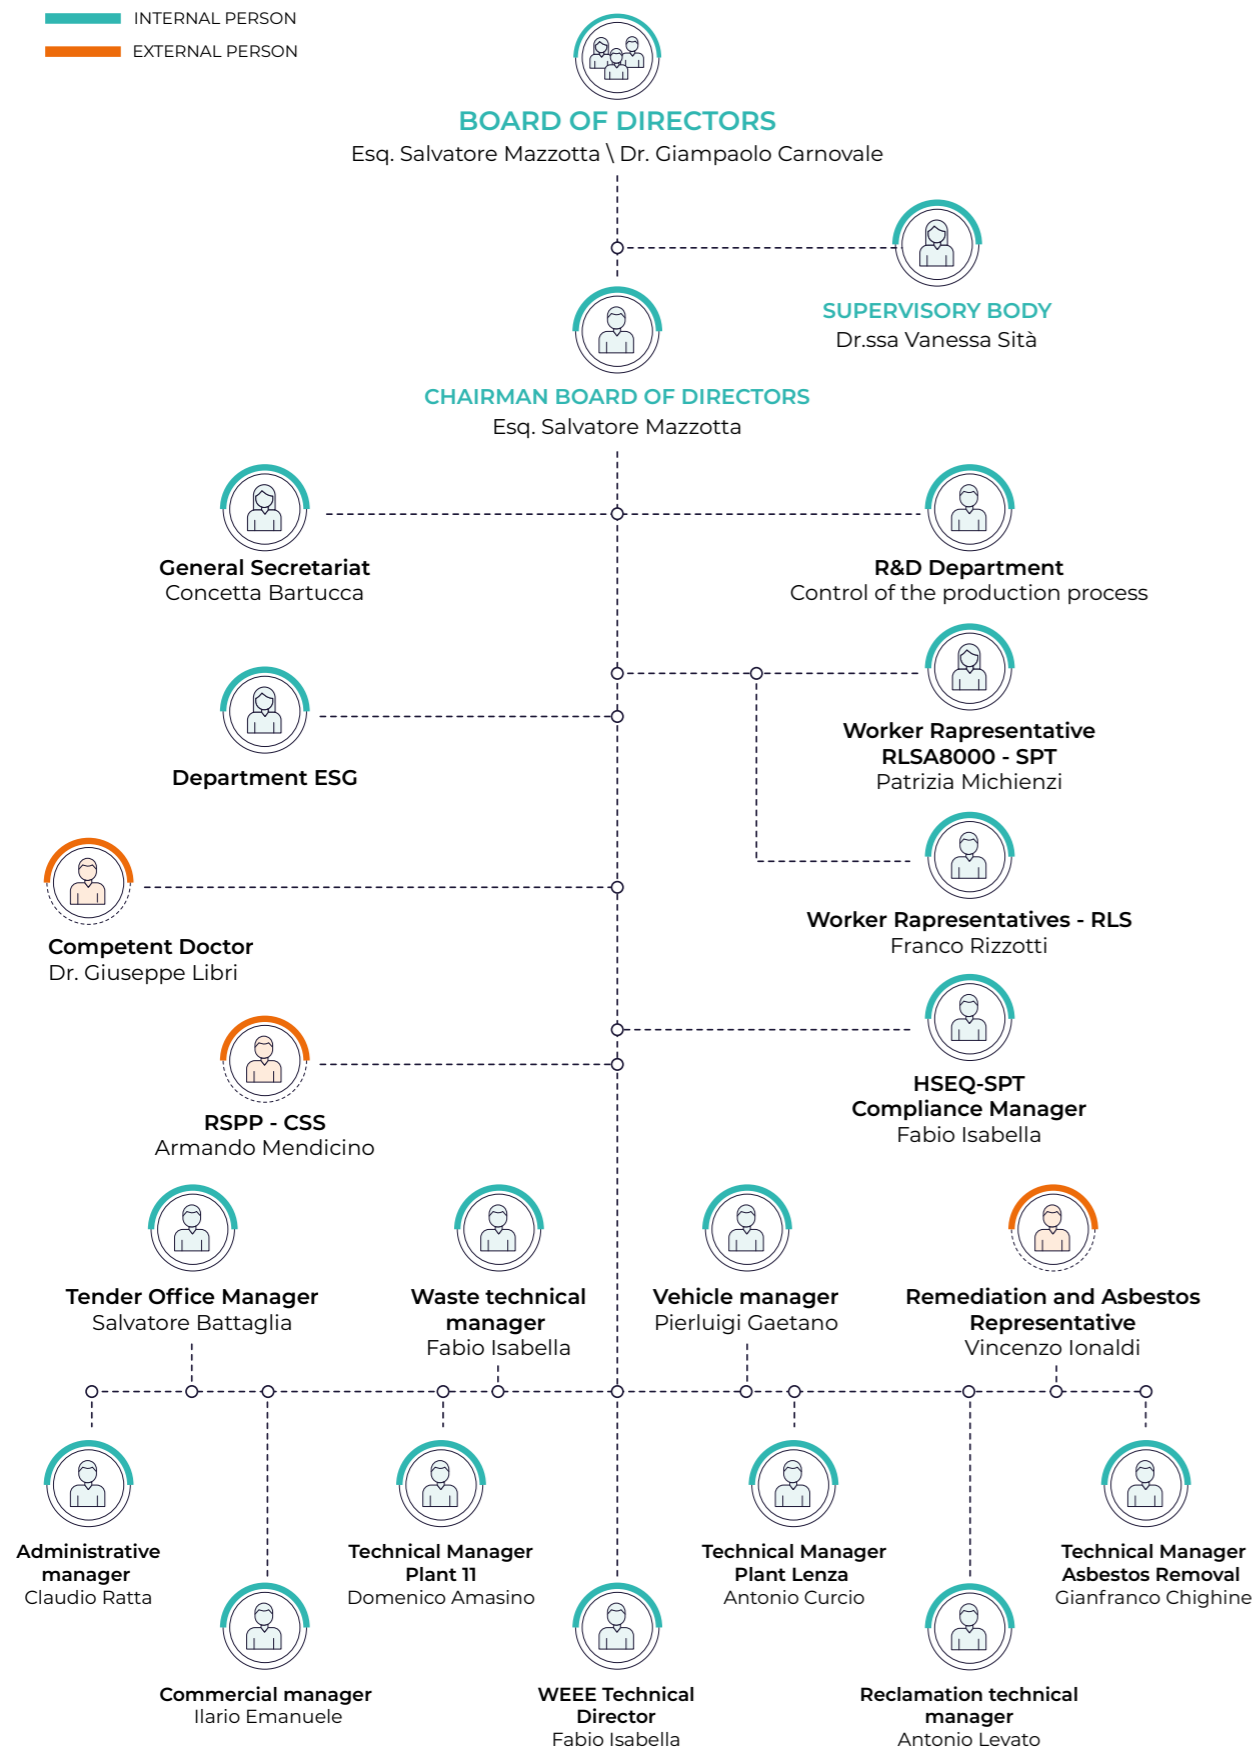 INTERNAL PERSON
EXTERNAL PERSON
BOARD OF DIRECTORS
Esq. Salvatore Mazzotta \ Dr. Giampaolo Carnovale
SUPERVISORY BODY
Dr.ssa Vanessa Sità
CHAIRMAN BOARD OF DIRECTORS
Esq. Salvatore Mazzotta
General Secretariat
Concetta Bartucca
R&D Department
Control of the production process
Worker Rapresentative
RLSA8000 - SPT
Patrizia Michienzi
Department ESG
Worker Rapresentatives - RLS
Franco Rizzotti
Competent Doctor
Dr. Giuseppe Libri
HSEQ-SPT
Compliance Manager
Fabio Isabella
RSPP - CSS
Armando Mendicino
Tender Office Manager
Salvatore Battaglia
Waste technical
manager
Fabio Isabella
Vehicle manager
Pierluigi Gaetano
Remediation and Asbestos
Representative
Vincenzo Ionaldi
Administrative
manager
Claudio Ratta
Technical Manager
Plant 11
Domenico Amasino
Technical Manager
Plant Lenza
Antonio Curcio
Technical Manager
Asbestos Removal
Gianfranco Chighine
Commercial manager
Ilario Emanuele
WEEE Technical
Director
Fabio Isabella
Reclamation technical
manager
Antonio Levato